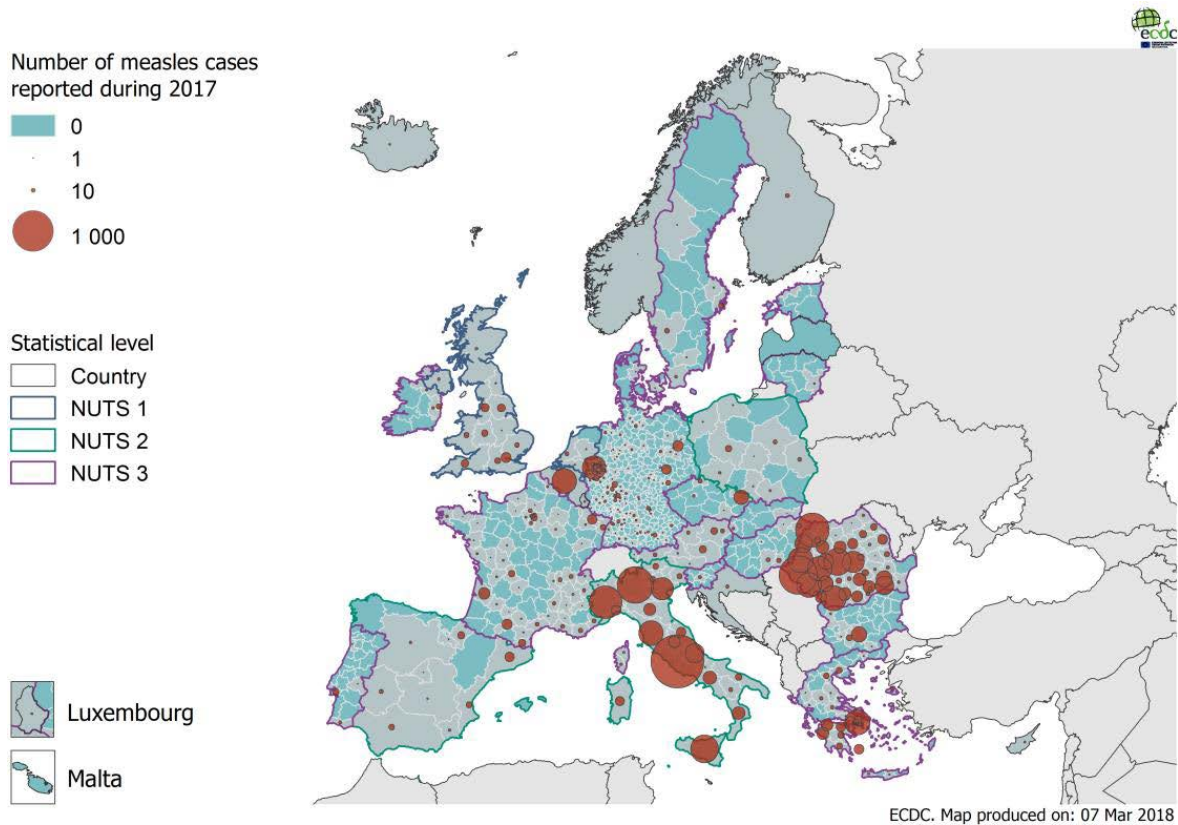 ecdc
Number of measles cases
reported during 2017
0
1
10
1 000
Statistical level
Country
NUTS 1
NUTS 2
NUTS 3
Luxembourg
Malta
ECDC. Map produced on: 07 Mar 2018